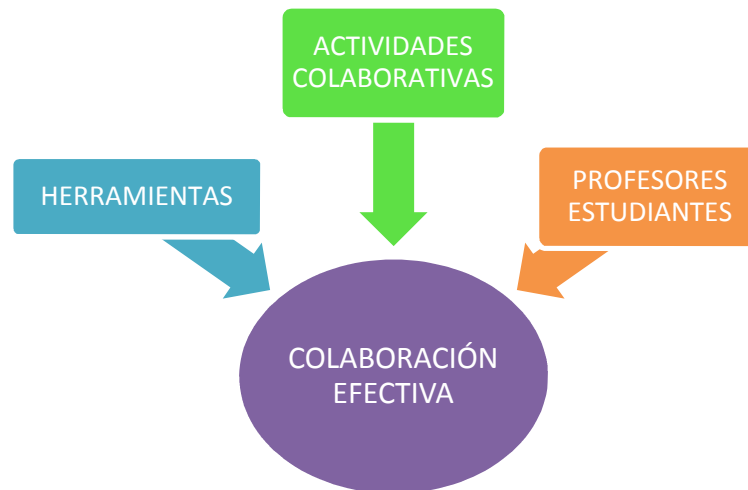 ACTIVIDADES
COLABORATIVAS
HERRAMIENTAS
PROFESORES
ESTUDIANTES
COLABORACIÓN
EFECTIVA